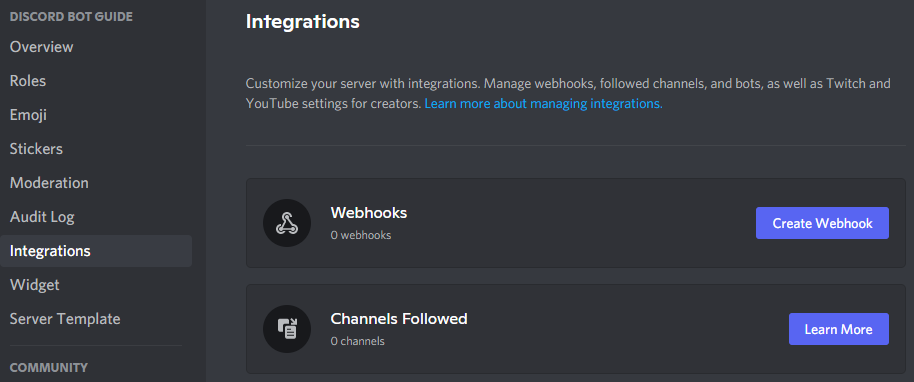 DISCORD BOT GUIDE
Overview
Roles
Emoji
Stickers
Moderation
Audit Log
Integrations
Widget
Server Template
COMMUNITY
Integrations
Customize your server with integrations. Manage webhooks, followed channels, and bots, as well as Twitch and
YouTube settings for creators. Learn more about managing integrations.
Webhooks
0 webhooks
Create Webhook
Channels Followed
0 channels
Learn More